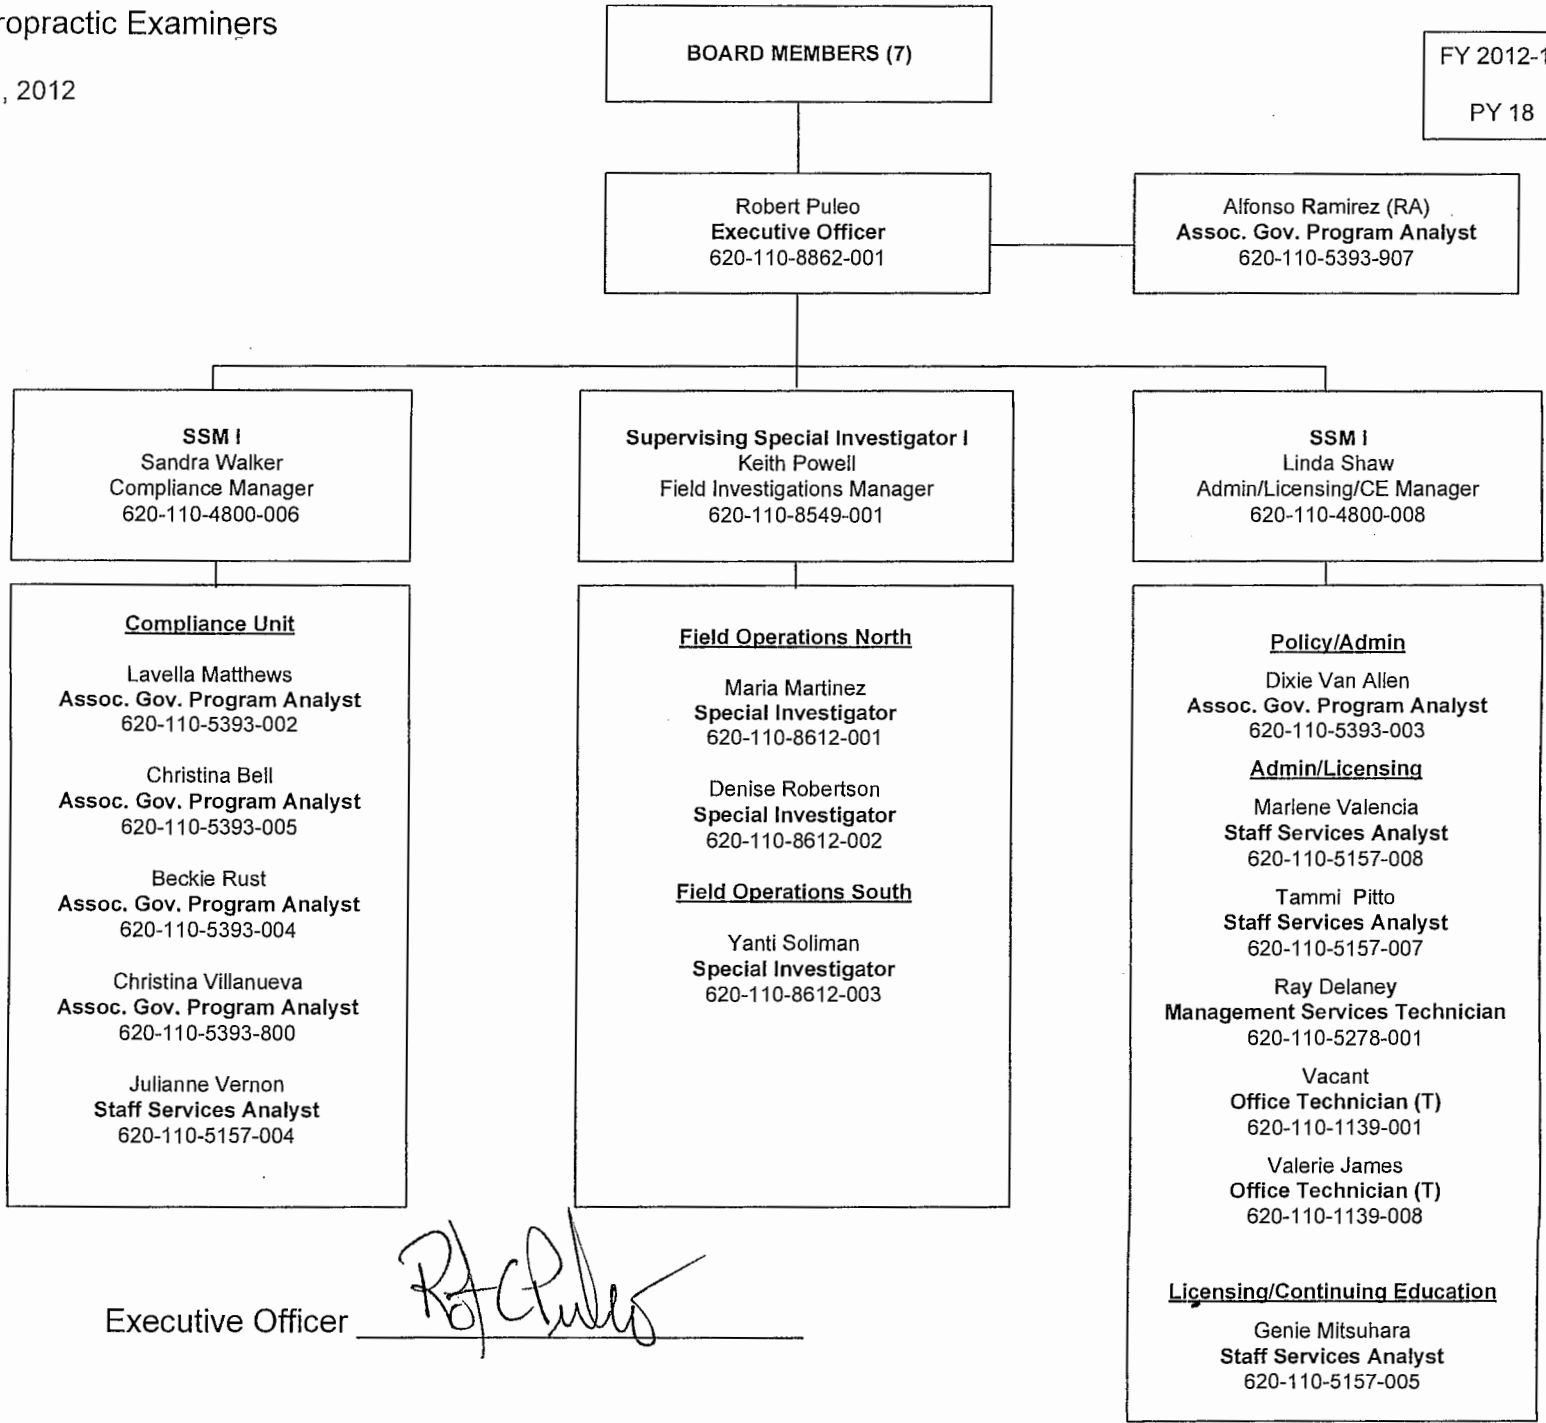 ropractic Examiners
, 2012
BOARD MEMBERS (7)
FY 2012-1
PY 18
Robert Puleo
Executive Officer
620-110-8862-001
Alfonso Ramirez (RA)
Assoc. Gov. Program Analyst
620-110-5393-907
SSM I
Sandra Walker
Compliance Manager
620-110-4800-006
Supervising Special Investigator I
Keith Powell
Field Investigations Manager
620-110-8549-001
SSM I
Linda Shaw
Admin/Licensing/CE Manager
620-110-4800-008
Compliance Unit
Lavella Matthews
Assoc. Gov. Program Analyst
620-110-5393-002
Christina Bell
Assoc. Gov. Program Analyst
620-110-5393-005
Beckie Rust
Assoc. Gov. Program Analyst
620-110-5393-004
Christina Villanueva
Assoc. Gov. Program Analyst
620-110-5393-800
Julianne Vernon
Staff Services Analyst
620-110-5157-004
Field Operations North
Maria Martinez
Special Investigator
620-110-8612-001
Denise Robertson
Special Investigator
620-110-8612-002
Field Operations South
Yanti Soliman
Special Investigator
620-110-8612-003
Policy/Admin
Dixie Van Allen
Assoc. Gov. Program Analyst
620-110-5393-003
Admin/Licensing
Marlene Valencia
Staff Services Analyst
620-110-5157-008
Tammi Pitto
Staff Services Analyst
620-110-5157-007
Ray Delaney
Management Services Technician
620-110-5278-001
Vacant
Office Technician (T)
620-110-1139-001
Valerie James
Office Technician (T)
620-110-1139-008
Licensing/Continuing Education
Genie Mitsuhara
Staff Services Analyst
620-110-5157-005
Executive Officer